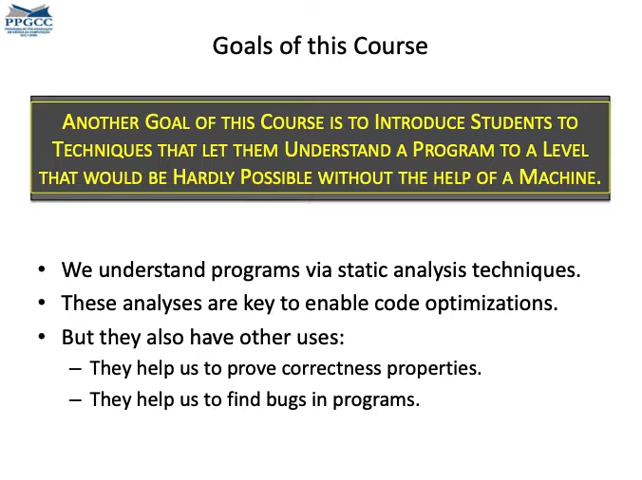 PPGCC
Goals of this Course
ANOTHER GOAL OF THIS COURSE IS TO INTRODUCE STUDENTS TO
TECHNIQUES THAT LET THEM UNDERSTAND A PROGRAM TO A LEVEL
THAT WOULD BE HARDLY POSSIBLE WITHOUT THE HELP OF A MACHINE.
• We understand programs via static analysis techniques.
• These analyses are key to enable code optimizations.
• But they also have other uses:
– They help us to prove correctness properties.
– They help us to find bugs in programs.